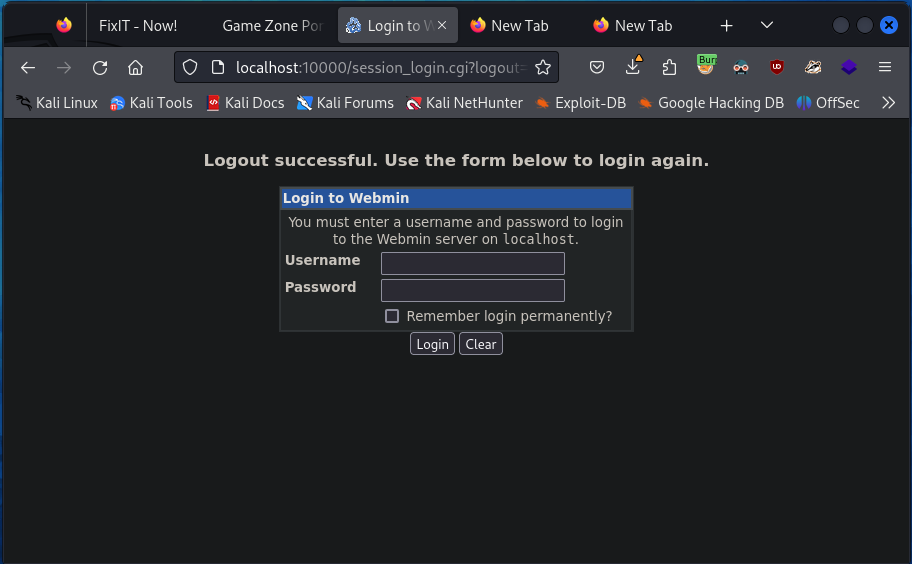 FixIT - Now!
Game Zone Por
Login to W
New Tab
New Tab
localhost:10000/session_login.cgi?logout=
Bur
Kali Linux
Kali Tools
Kali Docs
Kali Forums
Kali NetHunter
Exploit-DB
Google Hacking DB
OffSec
Logout successful. Use the form below to login again.
Login to Webmin
You must enter a username and password to login
to the Webmin server on localhost.
Username
Password
Remember login permanently?
Login
Clear